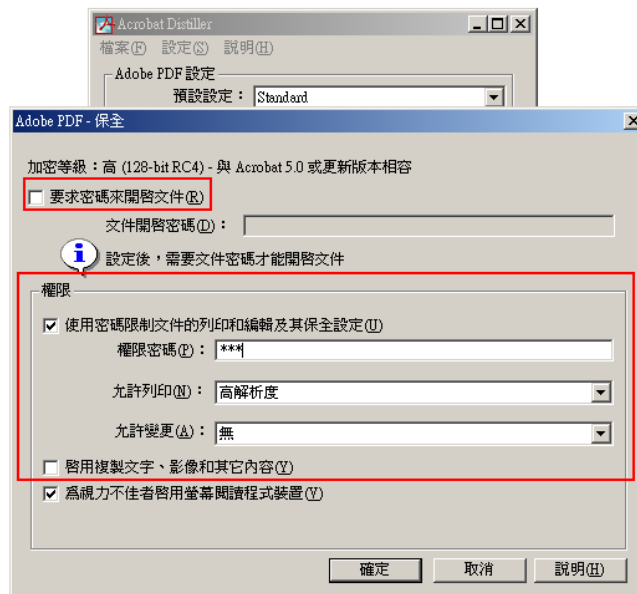 Acrobat Distiller
檔案(F) 設定(S) 說明(H)
Adobe PDF 設定
預設設定： Standard
Adobe PDF - 保全
加密等級：高 (128-bit RC4) - 與 Acrobat 5.0 或更新版本相容
要求密碼來開啓文件(R)
文件開啓密碼(D)：
設定後，需要文件密碼才能開啓文件
權限
使用密碼限制文件的列印和編輯及其保全設定(U)
權限密碼(P)： ***
允許列印(N)： 高解析度
允許變更(A)： 無
啓用複製文字、影像和其它內容(Y)
爲視力不佳者啓用螢幕閱讀程式裝置(V)
確定 取消 說明(H)